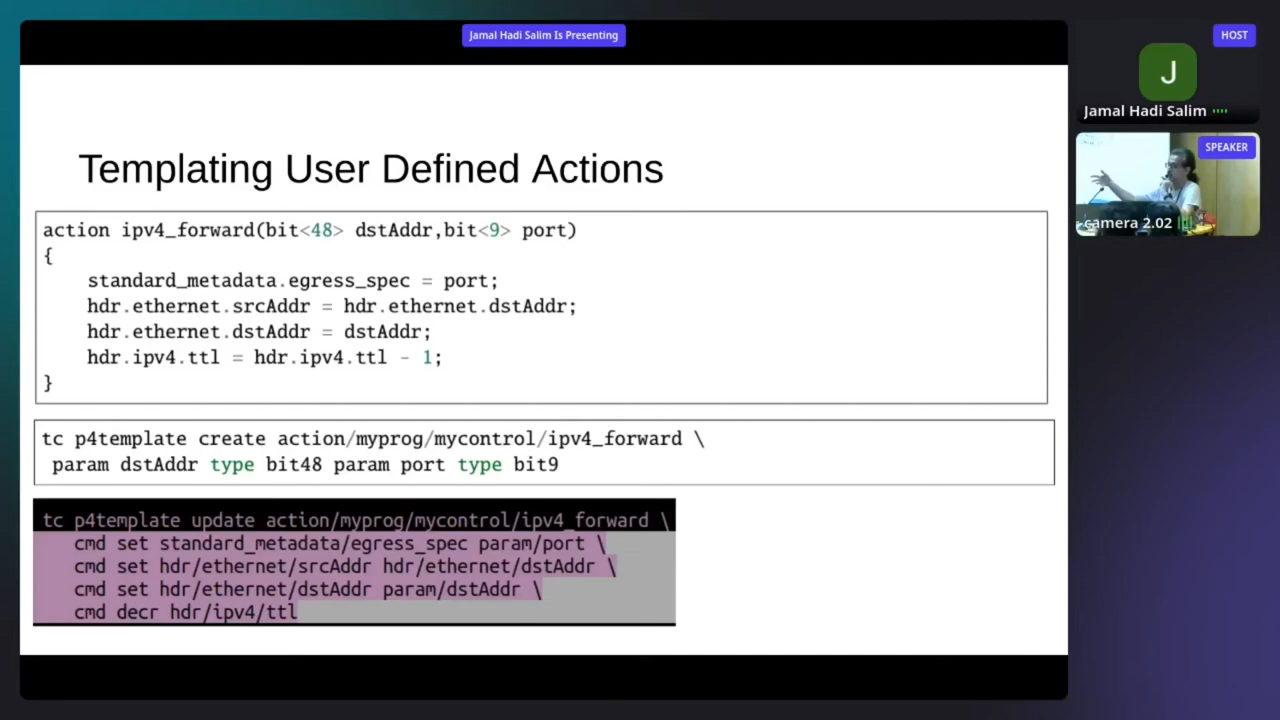 Jamal Hadi Salim Is Presenting
HOST
J
Jamal Hadi Salim
SPEAKER
camera 2.02
Templating User Defined Actions
action ipv4_forward(bit<48> dstAddr,bit<9> port)
{
    standard_metadata.egress_spec = port;
    hdr.ethernet.srcAddr = hdr.ethernet.dstAddr;
    hdr.ethernet.dstAddr = dstAddr;
    hdr.ipv4.ttl = hdr.ipv4.ttl - 1;
}
tc p4template create action/myprog/mycontrol/ipv4_forward \
 param dstAddr type bit48 param port type bit9
tc p4template update action/myprog/mycontrol/ipv4_forward \
   cmd set standard_metadata/egress_spec param/port \
   cmd set hdr/ethernet/srcAddr hdr/ethernet/dstAddr \
   cmd set hdr/ethernet/dstAddr param/dstAddr \
   cmd decr hdr/ipv4/ttl